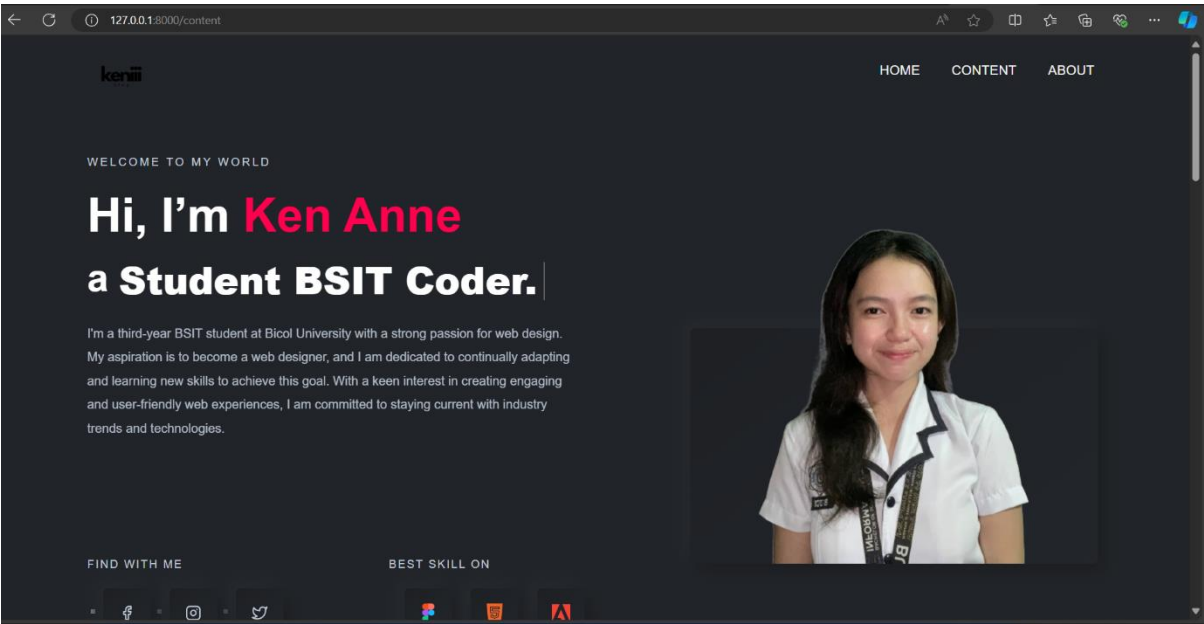 127.0.0.1:8000/content
keniii
HOME CONTENT ABOUT
WELCOME TO MY WORLD
Hi, I’m Ken Anne
a Student BSIT Coder.
I'm a third-year BSIT student at Bicol University with a strong passion for web design.
My aspiration is to become a web designer, and I am dedicated to continually adapting
and learning new skills to achieve this goal. With a keen interest in creating engaging
and user-friendly web experiences, I am committed to staying current with industry
trends and technologies.
FIND WITH ME
BEST SKILL ON